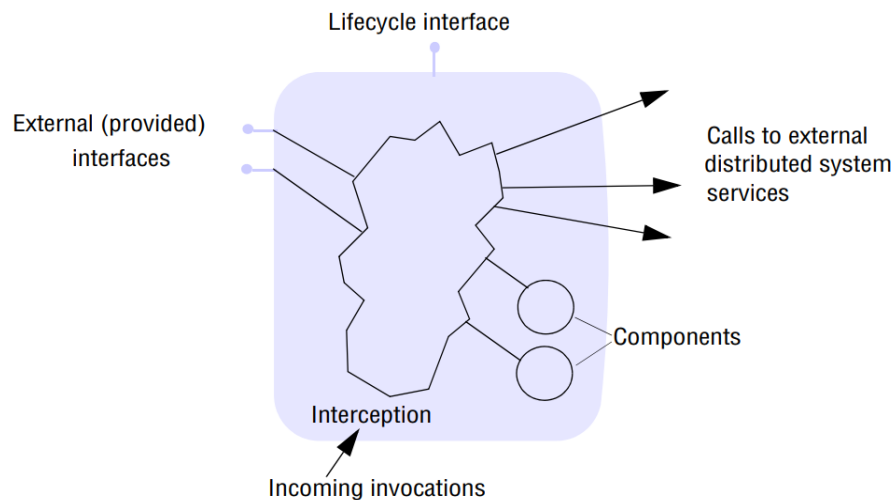 Lifecycle interface
External (provided)
interfaces
Calls to external
distributed system
services
Components
Interception
Incoming invocations